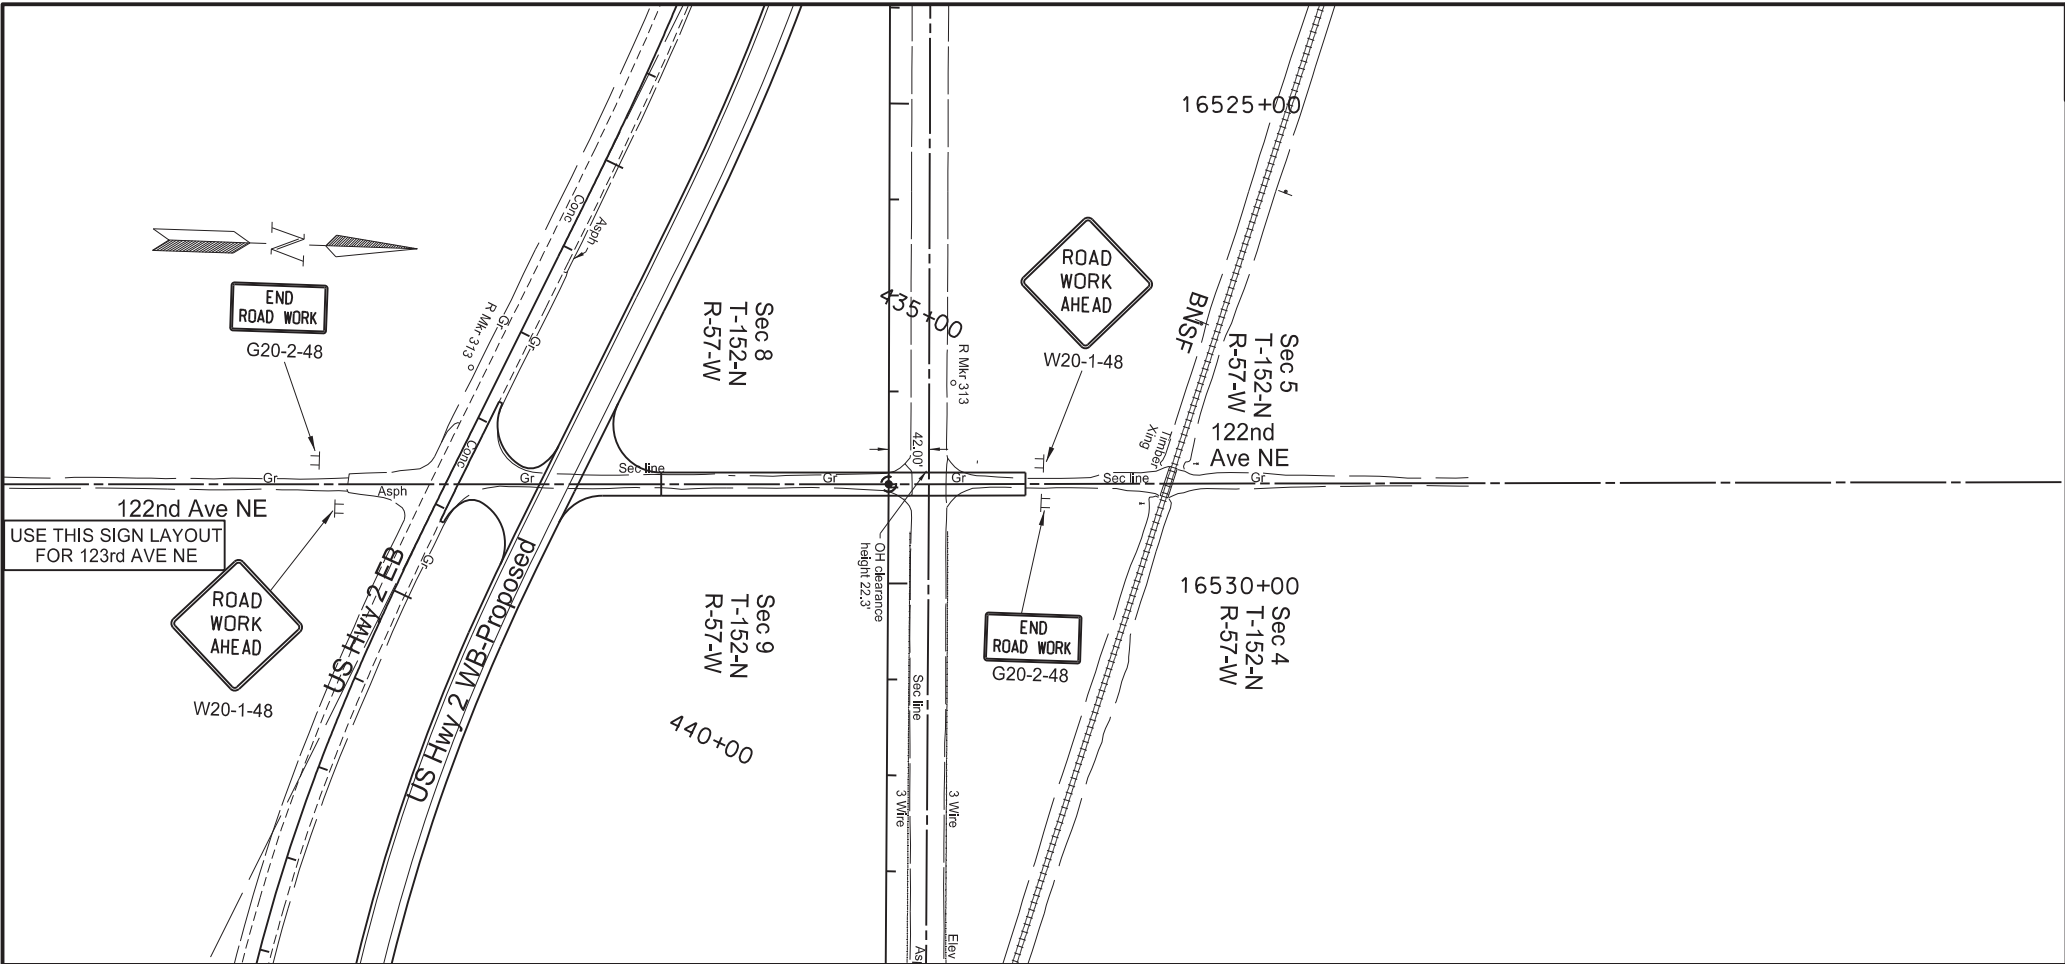 16525+00
N
END
ROAD WORK
G20-2-48
Conc
Asph
R Mkr 313
Gr
Gr
Sec 8
T-152-N
R-57-W
435+00
R Mkr 313
ROAD
WORK
AHEAD
W20-1-48
BNSF
Sec 5
T-152-N
R-57-W
122nd
Ave NE
Timber
Xing
42.00'
Conc
Sec line
Gr
Asph
Gr
Gr
Gr
Sec line
Gr
122nd Ave NE
USE THIS SIGN LAYOUT
FOR 123rd AVE NE
ROAD
WORK
AHEAD
W20-1-48
US Hwy 2 EB
Gr
US Hwy 2 WB-Proposed
OH clearance
height 22.3'
Sec 9
T-152-N
R-57-W
440+00
END
ROAD WORK
G20-2-48
16530+00
Sec 4
T-152-N
R-57-W
Sec line
3 Wire
3 Wire
Elev